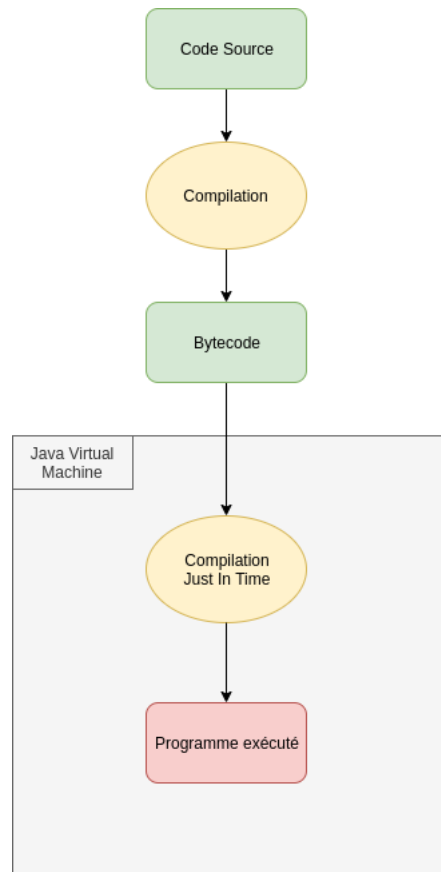 Code Source
Compilation
Bytecode
Java Virtual
Machine
Compilation
Just In Time
Programme exécuté